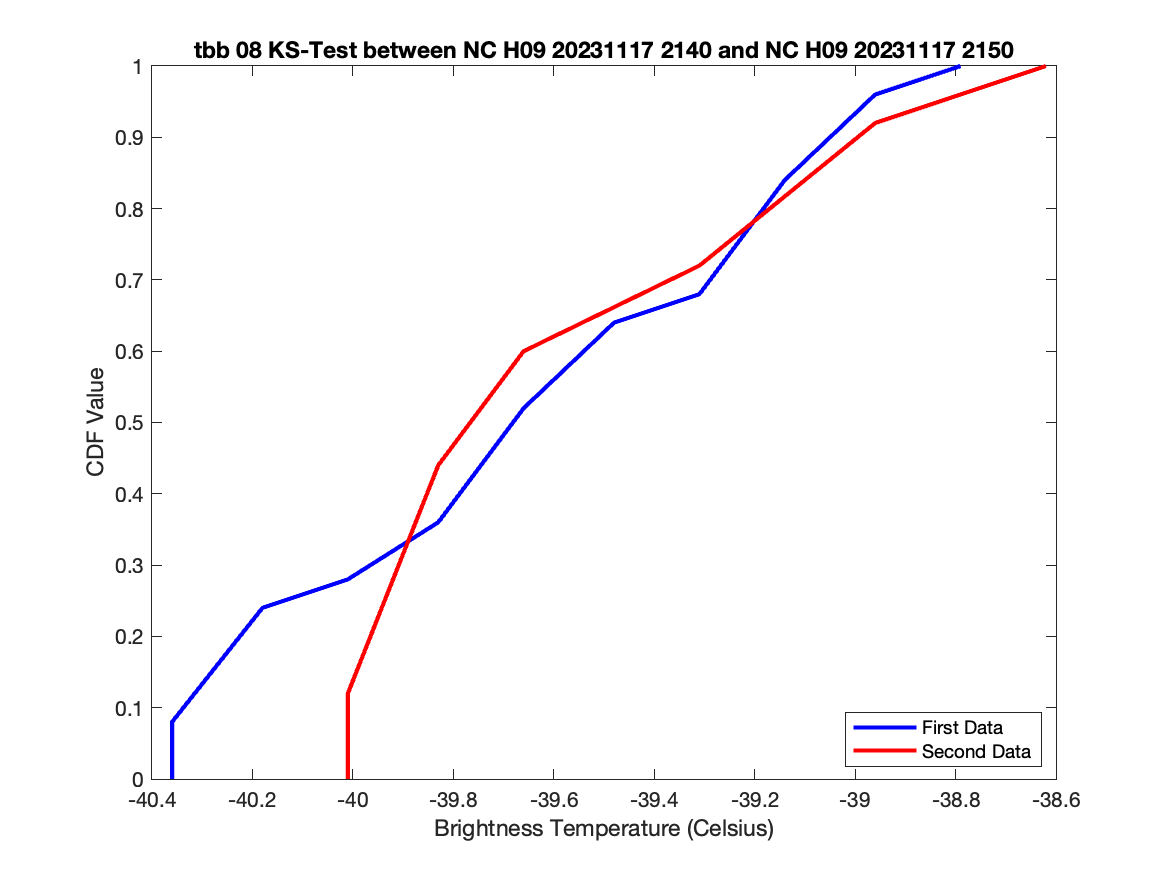 tbb 08 KS-Test between NC H09 20231117 2140 and NC H09 20231117 2150
1
0.9
0.8
0.7
0.6
0.5
0.4
0.3
0.2
0.1
0
CDF Value
First Data
Second Data
-40.4 -40.2 -40 -39.8 -39.6 -39.4 -39.2 -39 -38.8 -38.6
Brightness Temperature (Celsius)